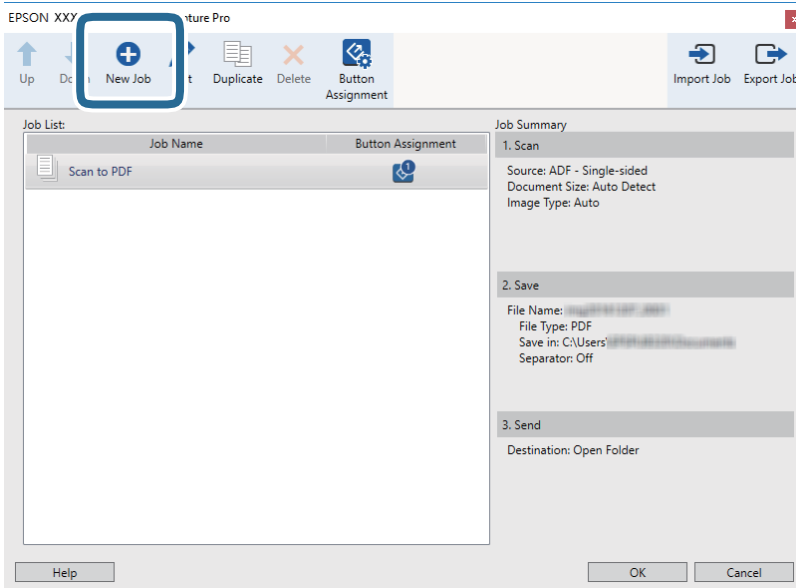 EPSON XXX ture Pro
Up
New Job
Duplicate
Delete
Button
Assignment
Import Job
Export Job
Job List:
Job Name
Button Assignment
Scan to PDF
1
Job Summary
1. Scan
Source: ADF - Single-sided
Document Size: Auto Detect
Image Type: Auto
2. Save
File Name:
File Type: PDF
Save in: C:\Users\
Separator: Off
3. Send
Destination: Open Folder
Help
OK
Cancel